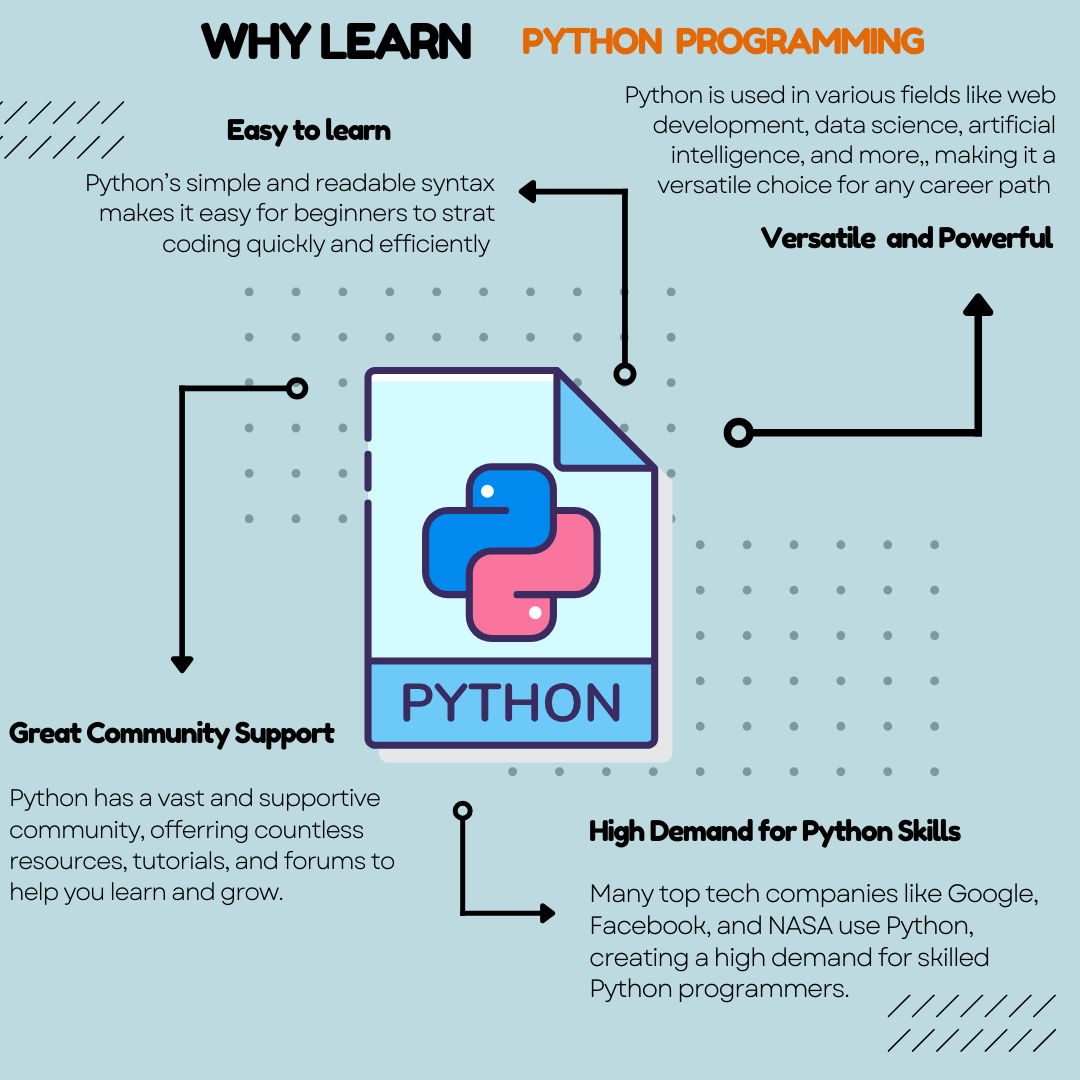 WHY LEARN PYTHON PROGRAMMING
Easy to learn
Python's simple and readable syntax
makes it easy for beginners to strat
coding quickly and efficiently
Python is used in various fields like web
development, data science, artificial
intelligence, and more,, making it a
versatile choice for any career path
Versatile and Powerful
PYTHON
Great Community Support
Python has a vast and supportive
community, offerring countless
resources, tutorials, and forums to
help you learn and grow.
High Demand for Python Skills
Many top tech companies like Google,
Facebook, and NASA use Python,
creating a high demand for skilled
Python programmers.